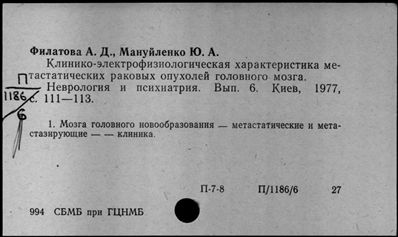 Филатова А. Д., Мануйленко Ю. А.
Клинико-электрофизиологическая характеристика ме-
тастатических раковых опухолей головного мозга.
Неврология и психиатрия. Вып. 6. Киев, 1977,
с. 111—113.
П
1186
6
1. Мозга головного новообразования — метастатические и мета-
стазирующие — — клиника.
П-7-8 П/1186/6 27
994 СБМБ при ГЦНМБ